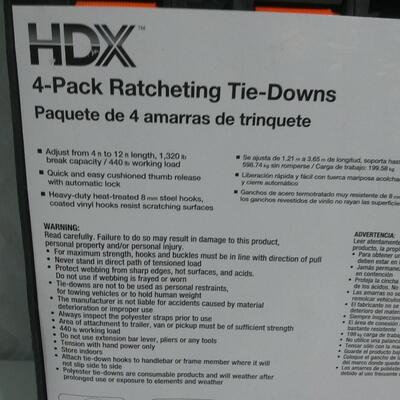 HDX™
4-Pack Ratcheting Tie-Downs
Paquete de 4 amarras de trinquete
▪ Adjust from 4 ft to 12 ft length, 1,320 lb
break capacity / 440 lb working load
▪ Quick and easy cushioned thumb release
with automatic lock
▪ Heavy-duty heat-treated 8 mm steel hooks,
coated vinyl hooks resist scratching surfaces
▪ Se ajusta de 1.21 m a 3.65 m de longitud, soporta hasta
598.74 kg sin romperse / Carga de trabajo: 199.58 kg
▪ Liberación rápida y fácil con tuerca mariposa acolchada
y cierre automático
▪ Ganchos de acero termotratado muy resistente de 8 mm
los ganchos revestidos de vinilo no rayan las superficies
WARNING:
Read carefully. Failure to do so may result in damage to this product,
personal property and/or personal injury.
• For maximum strength, hooks and buckles must be in line with direction of pull
• Never stand in direct path of tensioned load
• Protect webbing from sharp edges, hot surfaces, and acids.
Do not use if webbing is frayed or worn
• Tie-downs are not to be used as personal restraints,
for towing vehicles or to hold human weight
• The manufacturer is not liable for accidents caused by material
deterioration or improper use
• Always inspect the polyester straps prior to use
• Area of attachment to trailer, van or pickup must be of sufficient strength
• 440 lb working load
• Do not use extension bar lever, pliers or any tools
• Tension with hand power only
• Store indoors
• Attach tie-down hooks to handlebar or frame member where it will
not slip side to side
• Polyester tie-downs are consumable products and will weather after
prolonged use or exposure to elements and weather
ADVERTENCIA:
Leer atentamente
producto, la propi
• Para obtener
deben estar en
• Jamás permane
en contención
• Proteja la cincha
de los ácidos. No
• Las amarras no s
remolcar vehículos
• El fabricante no se
deterioro del mater
• Siempre inspeccion
• El área de conexión
bastante resistente
• 199 kg carga de trab
• No utilice una palanc
• Tensar sólo con la ma
• Guarde el producto bajo
• Coloque el gancho de la
del marco donde no se
• Las amarras de poliéster
debido al uso frecuente